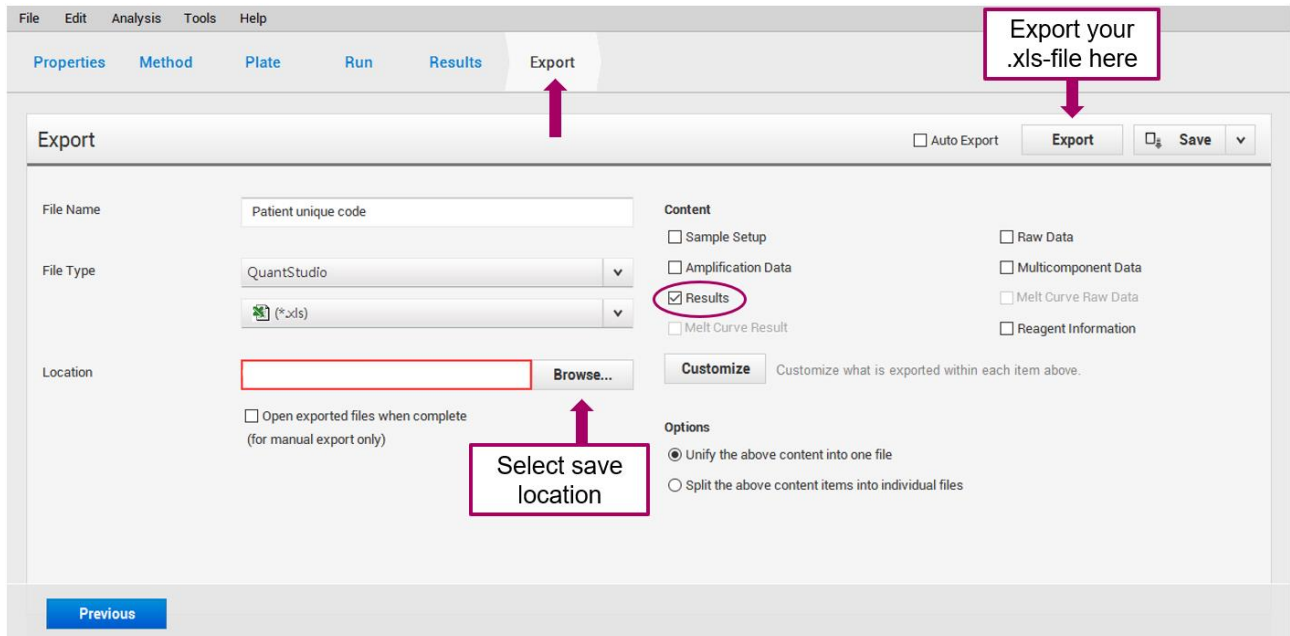 File Edit Analysis Tools Help
Export your
.xls-file here
Properties Method Plate Run Results Export
Export
Auto Export Export Save
File Name Patient unique code
File Type QuantStudio
(*.xls)
Location Browse...
Open exported files when complete
(for manual export only)
Select save
location
Content
Sample Setup Raw Data
Amplification Data Multicomponent Data
Results Melt Curve Raw Data
Melt Curve Result Reagent Information
Customize Customize what is exported within each item above.
Options
Unify the above content into one file
Split the above content items into individual files
Previous